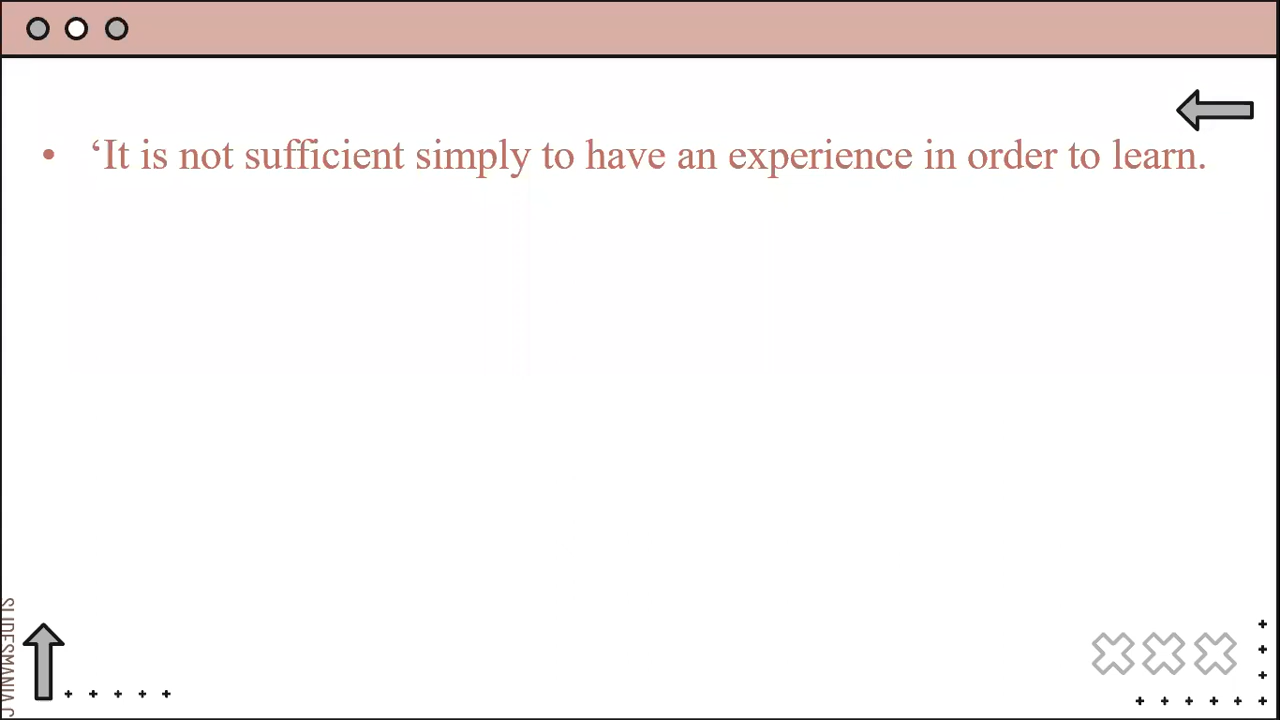 • ‘It is not sufficient simply to have an experience in order to learn.
SLIDESMANIA.C